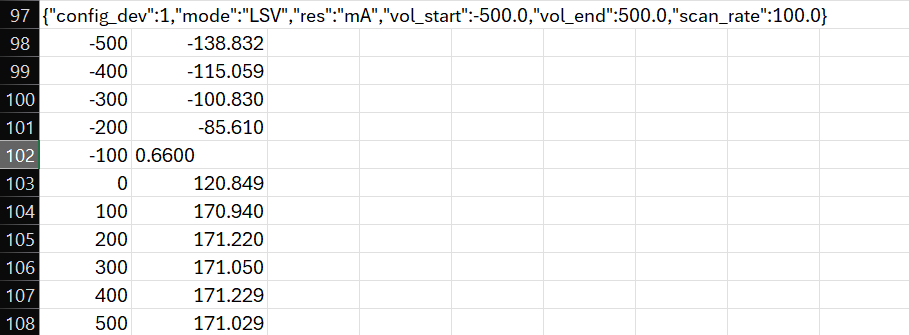 97 {"config_dev":1,"mode":"LSV","res":"mA","vol_start":-500.0,"vol_end":500.0,"scan_rate":100.0}
98 -500 -138.832
99 -400 -115.059
100 -300 -100.830
101 -200 -85.610
102 -100 0.6600
103 0 120.849
104 100 170.940
105 200 171.220
106 300 171.050
107 400 171.229
108 500 171.029